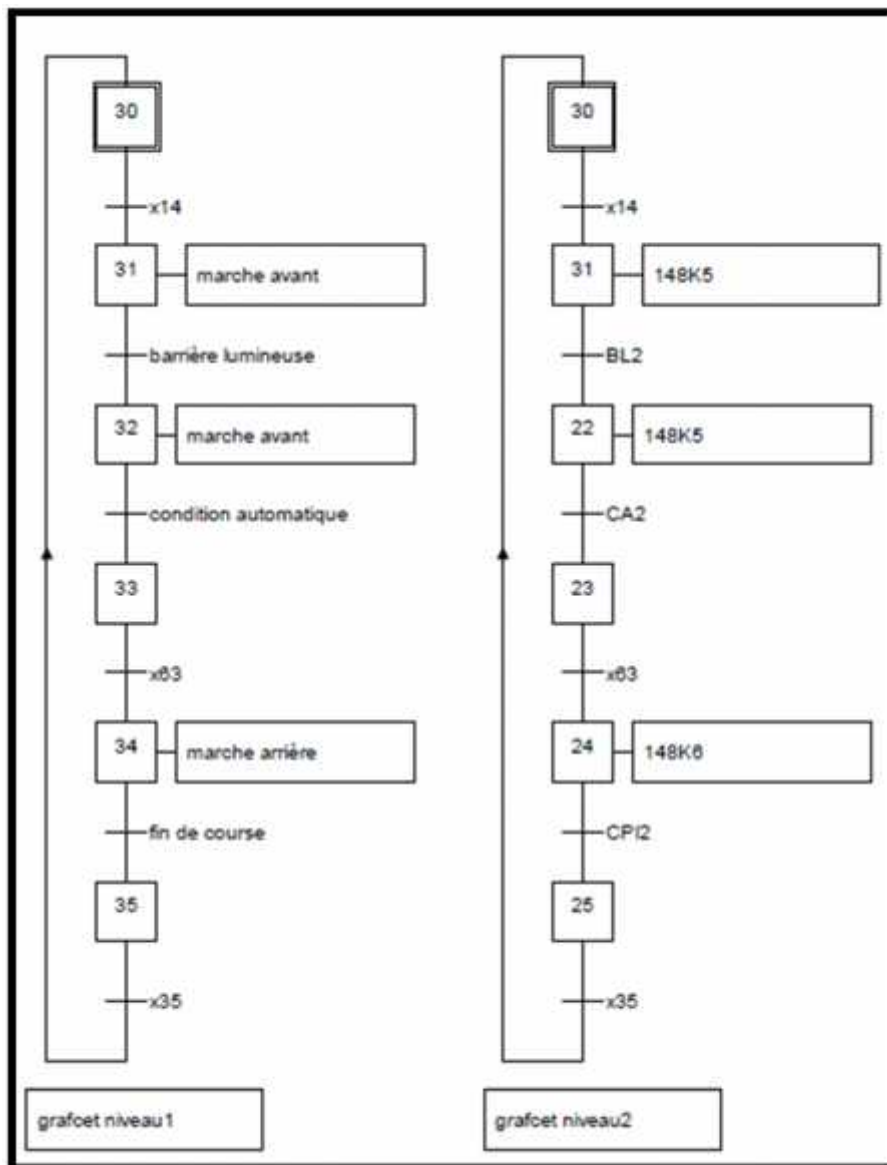 30
x14
31
marche avant
barrière lumineuse
32
marche avant
condition automatique
33
x63
34
marche arrière
fin de course
35
x35
grafcet niveau1
30
x14
31
148K5
BL2
22
148K5
CA2
23
x63
24
148K6
CPI2
25
x35
grafcet niveau2